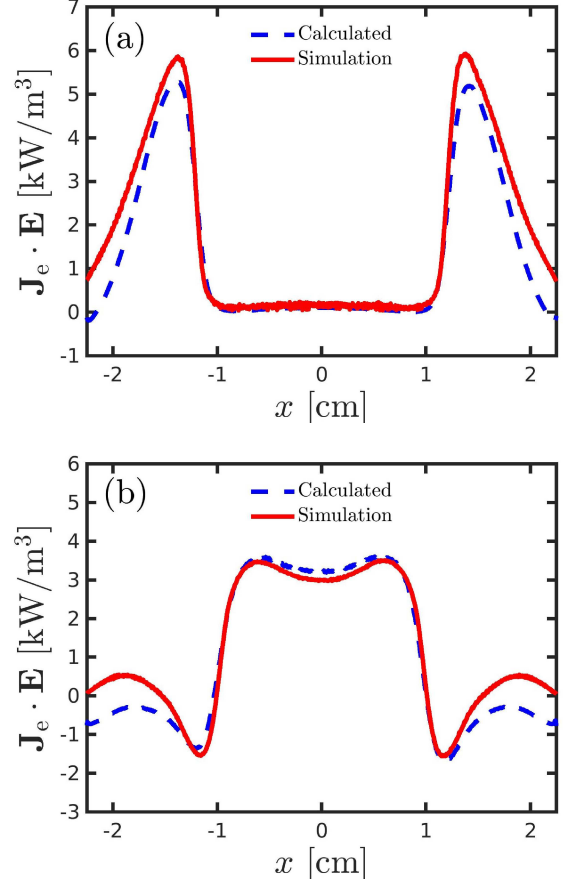 (a)
Calculated
Simulation
7
6
5
4
3
2
1
0
-1
J_e · E [kW/m³]
-2 -1 0 1 2
x [cm]
(b)
Calculated
Simulation
6
5
4
3
2
1
0
-1
-2
-3
J_e · E [kW/m³]
-2 -1 0 1 2
x [cm]